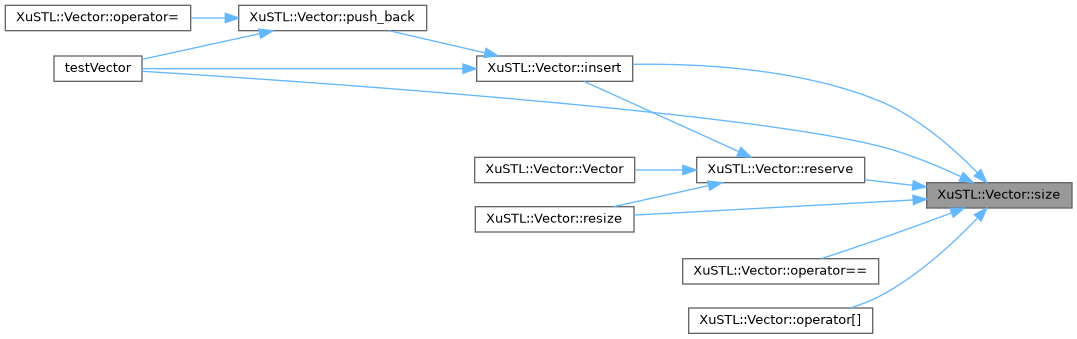 XuSTL::Vector::operator=
XuSTL::Vector::push_back
testVector
XuSTL::Vector::insert
XuSTL::Vector::Vector
XuSTL::Vector::reserve
XuSTL::Vector::size
XuSTL::Vector::resize
XuSTL::Vector::operator==
XuSTL::Vector::operator[]